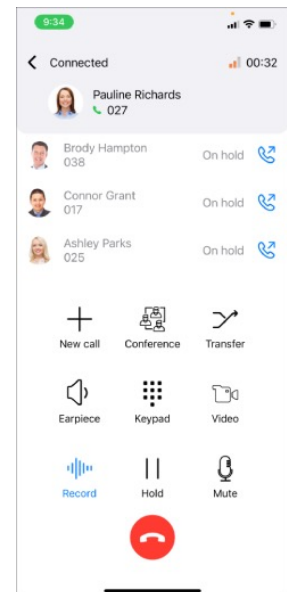 9:34
Connected 00:32
Pauline Richards
027
Brody Hampton
038
On hold
Connor Grant
017
On hold
Ashley Parks
025
On hold
New call Conference Transfer
Earpiece Keypad Video
Record Hold Mute